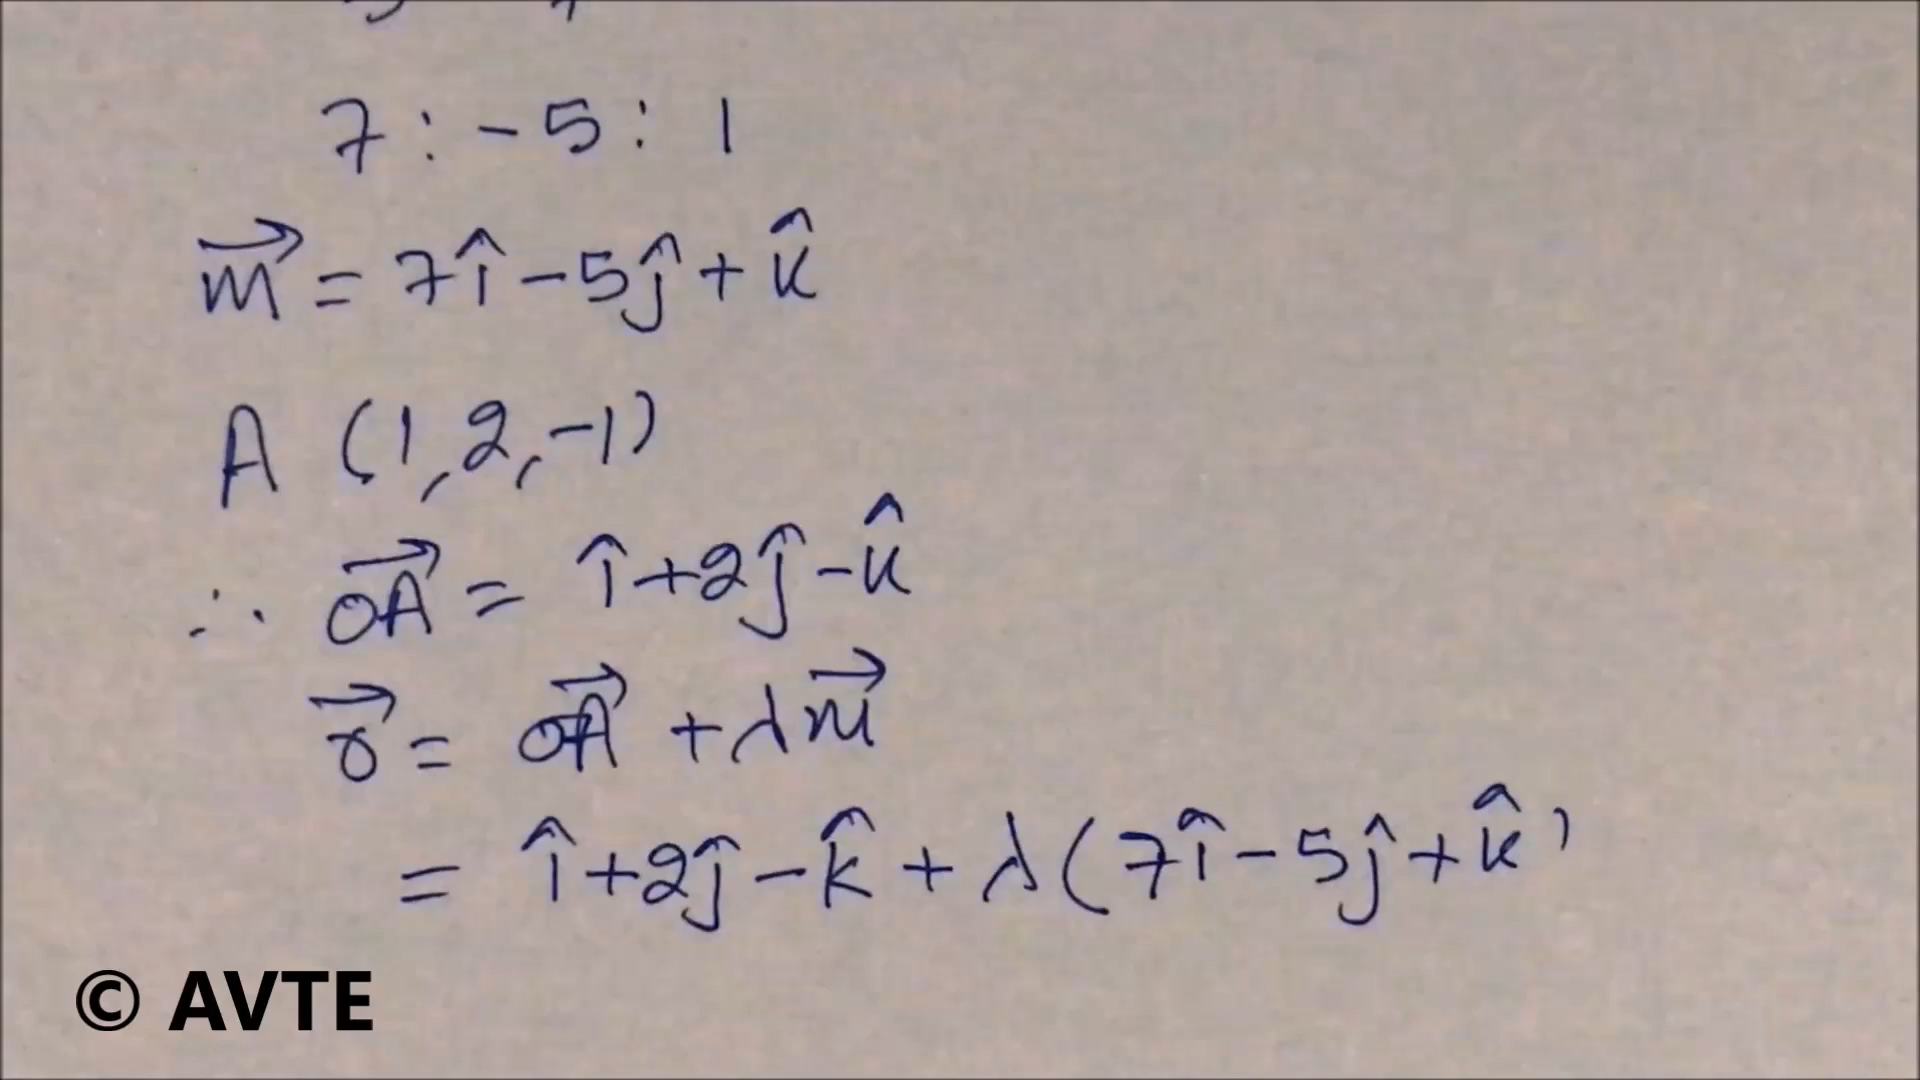 7 : -5 : 1
m⃗ = 7î - 5ĵ + k̂
A (1, 2, -1)
∴ OA⃗ = î + 2ĵ - k̂
r⃗ = OA⃗ + λm⃗
= î + 2ĵ - k̂ + λ(7î - 5ĵ + k̂)
© AVTE